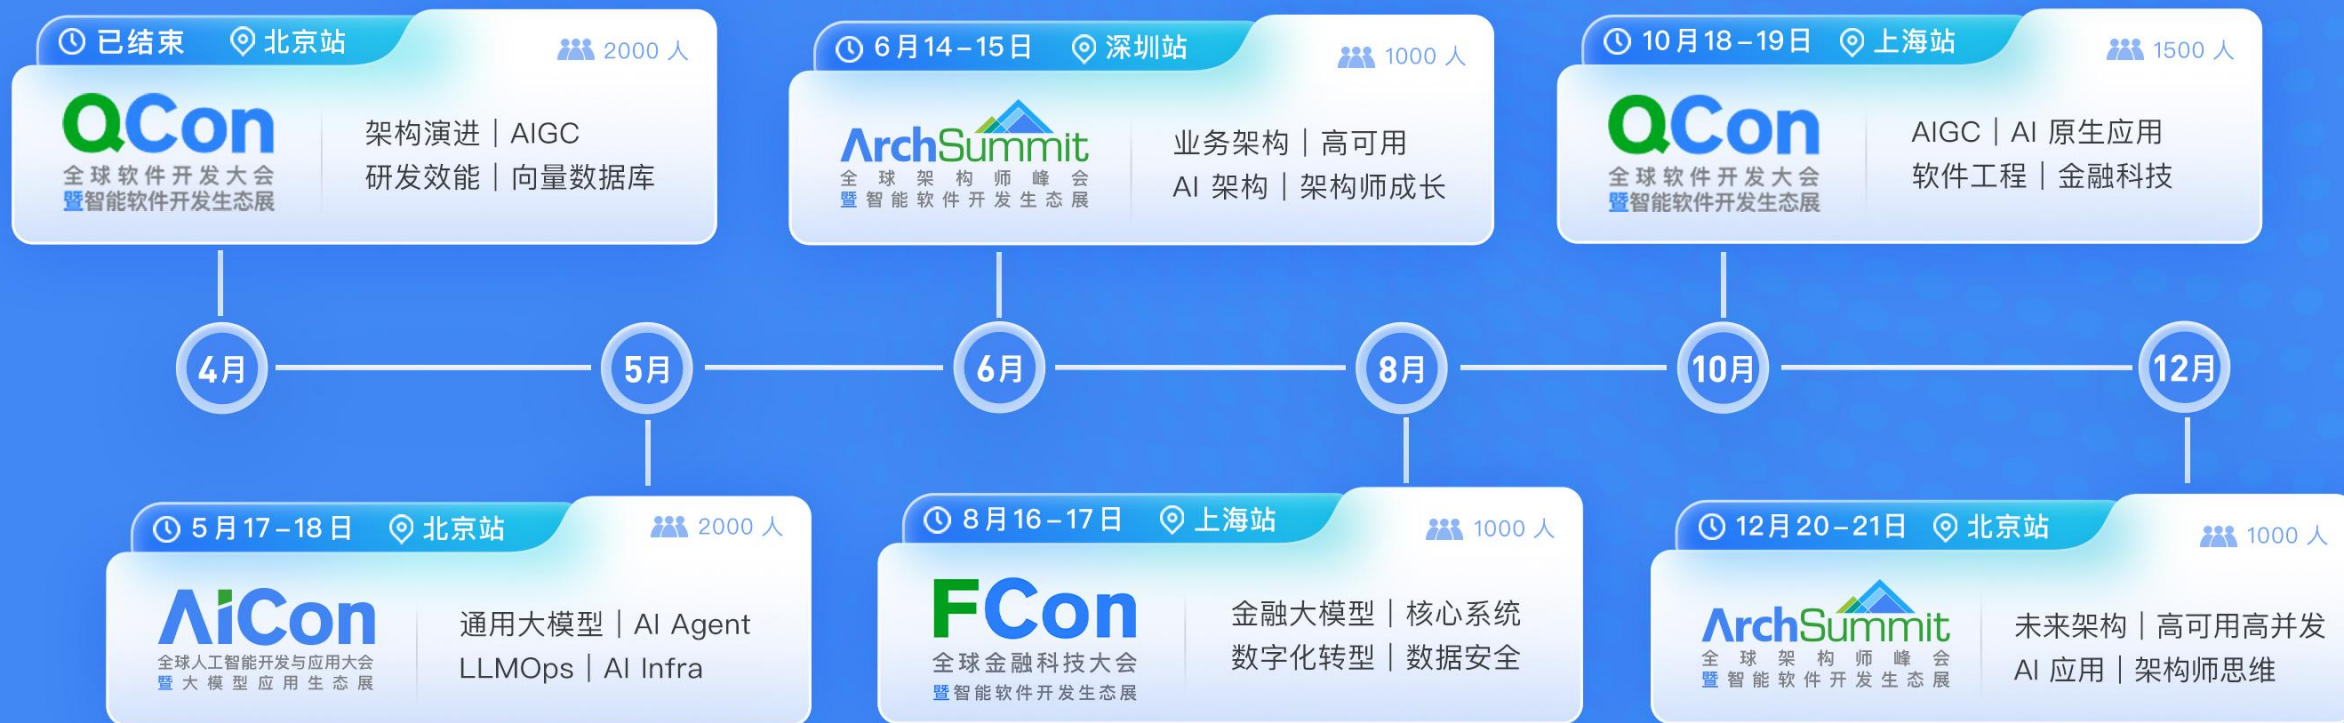 已结束 北京站 2000 人
QCon
全球软件开发大会
暨智能软件开发生态展
架构演进｜AIGC
研发效能｜向量数据库
6月14-15日 深圳站 1000 人
ArchSummit
全球架构师峰会
暨智能软件开发生态展
业务架构｜高可用
AI 架构｜架构师成长
10月18-19日 上海站 1500 人
QCon
全球软件开发大会
暨智能软件开发生态展
AIGC｜AI 原生应用
软件工程｜金融科技
4月 5月 6月 8月 10月 12月
5月17-18日 北京站 2000 人
AiCon
全球人工智能开发与应用大会
暨大模型应用生态展
通用大模型｜AI Agent
LLMOps｜AI Infra
8月16-17日 上海站 1000 人
FCon
全球金融科技大会
暨智能软件开发生态展
金融大模型｜核心系统
数字化转型｜数据安全
12月20-21日 北京站 1000 人
ArchSummit
全球架构师峰会
暨智能软件开发生态展
未来架构｜高可用高并发
AI 应用｜架构师思维